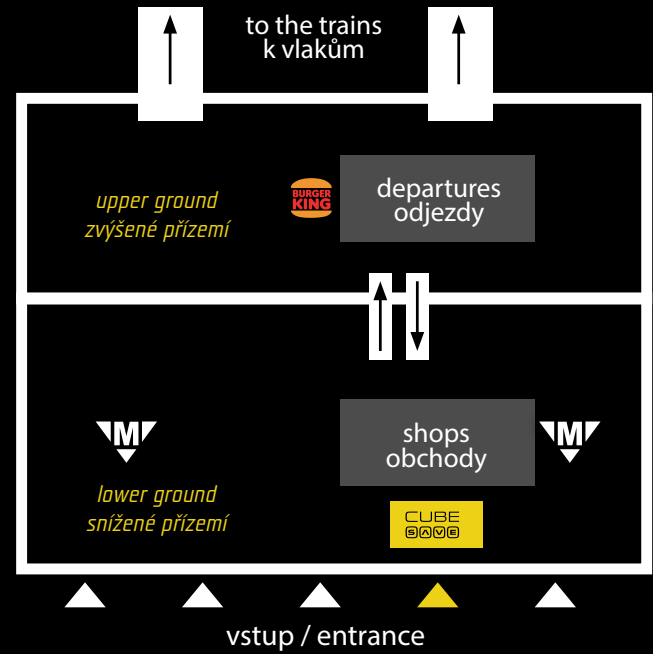 to the trains
k vlakům
upper ground
zvýšené přízemí
BURGER
KING
departures
odjezdy
M
shops
obchody
M
lower ground
snížené přízemí
CUBE
SAVE
vstup / entrance